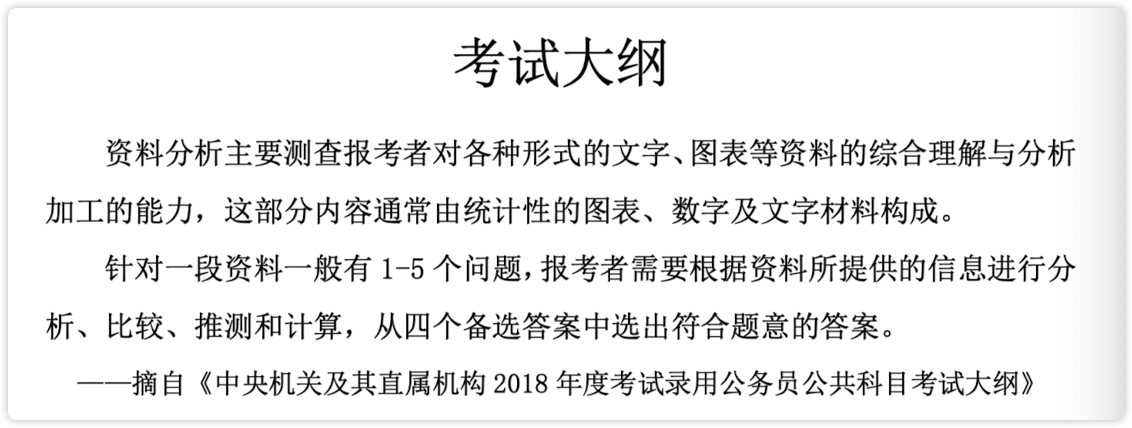 考试大纲
资料分析主要测查报考者对各种形式的文字、图表等资料的综合理解与分析
加工的能力，这部分内容通常由统计性的图表、数字及文字材料构成。
针对一段资料一般有 1-5 个问题，报考者需要根据资料所提供的信息进行分
析、比较、推测和计算，从四个备选答案中选出符合题意的答案。
——摘自《中央机关及其直属机构 2018 年度考试录用公务员公共科目考试大纲》